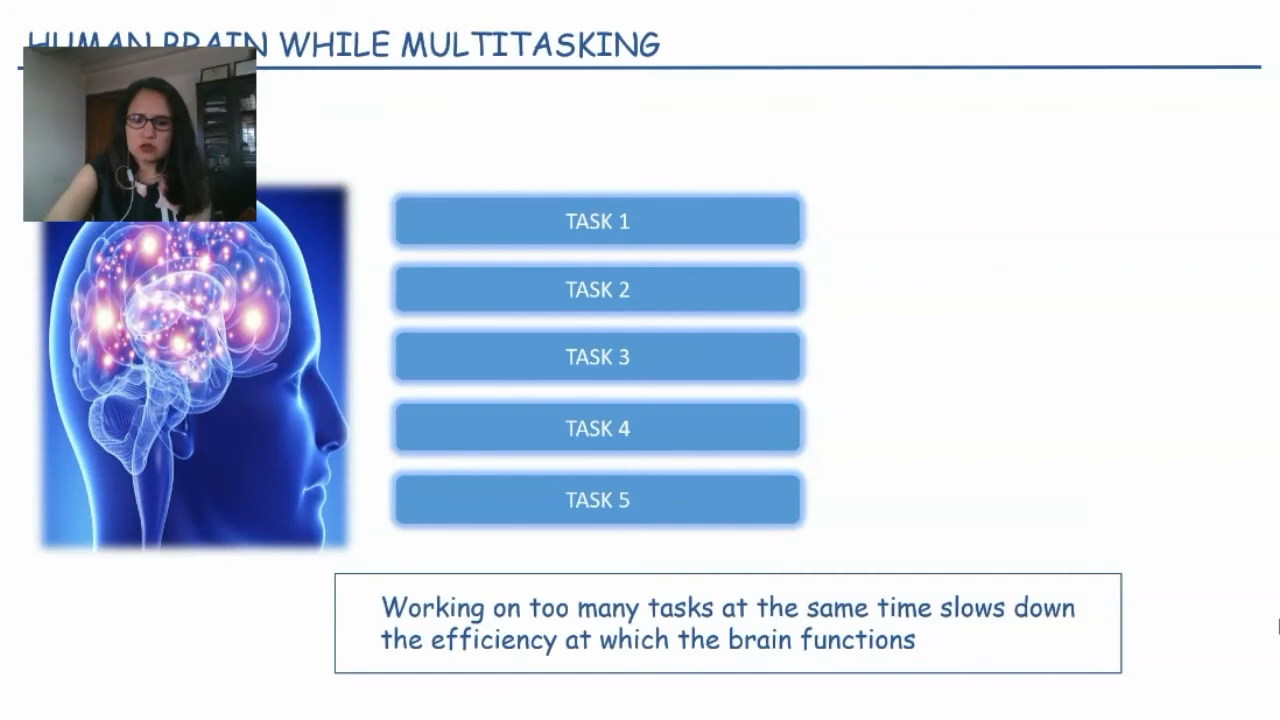 HUMAN BRAIN WHILE MULTITASKING
TASK 1
TASK 2
TASK 3
TASK 4
TASK 5
Working on too many tasks at the same time slows down
the efficiency at which the brain functions